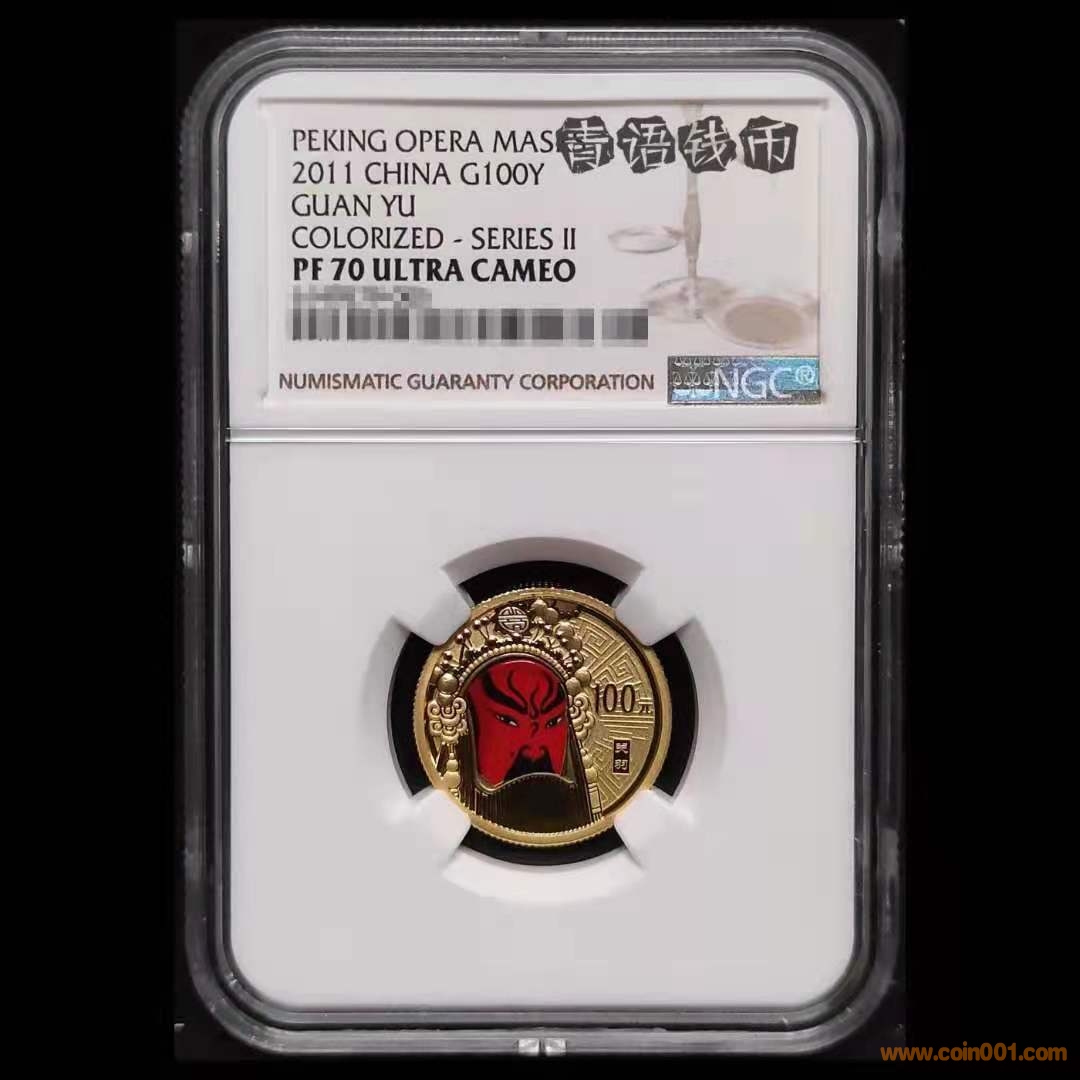 PEKING OPERA MAS
青语钱币
2011 CHINA G100Y
GUAN YU
COLORIZED - SERIES II
PF 70 ULTRA CAMEO
NUMISMATIC GUARANTY CORPORATION
NGC®
100元
关羽
www.coin001.com